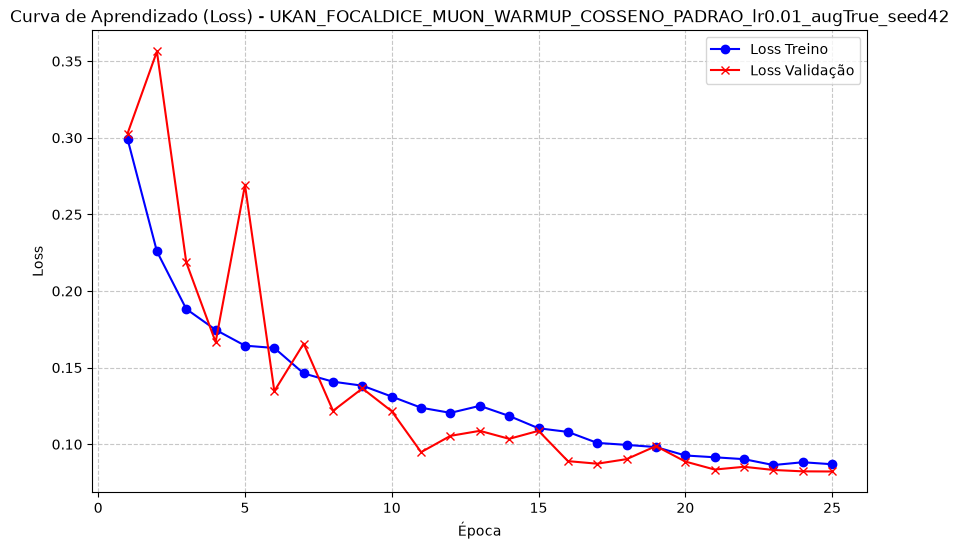 Curva de Aprendizado (Loss) - UKAN_FOCALDICE_MUON_WARMUP_COSSENO_PADRAO_lr0.01_augTrue_seed42
Loss Treino
Loss Validação
0.35
0.30
0.25
0.20
0.15
0.10
Loss
0
5
10
15
20
25
Época